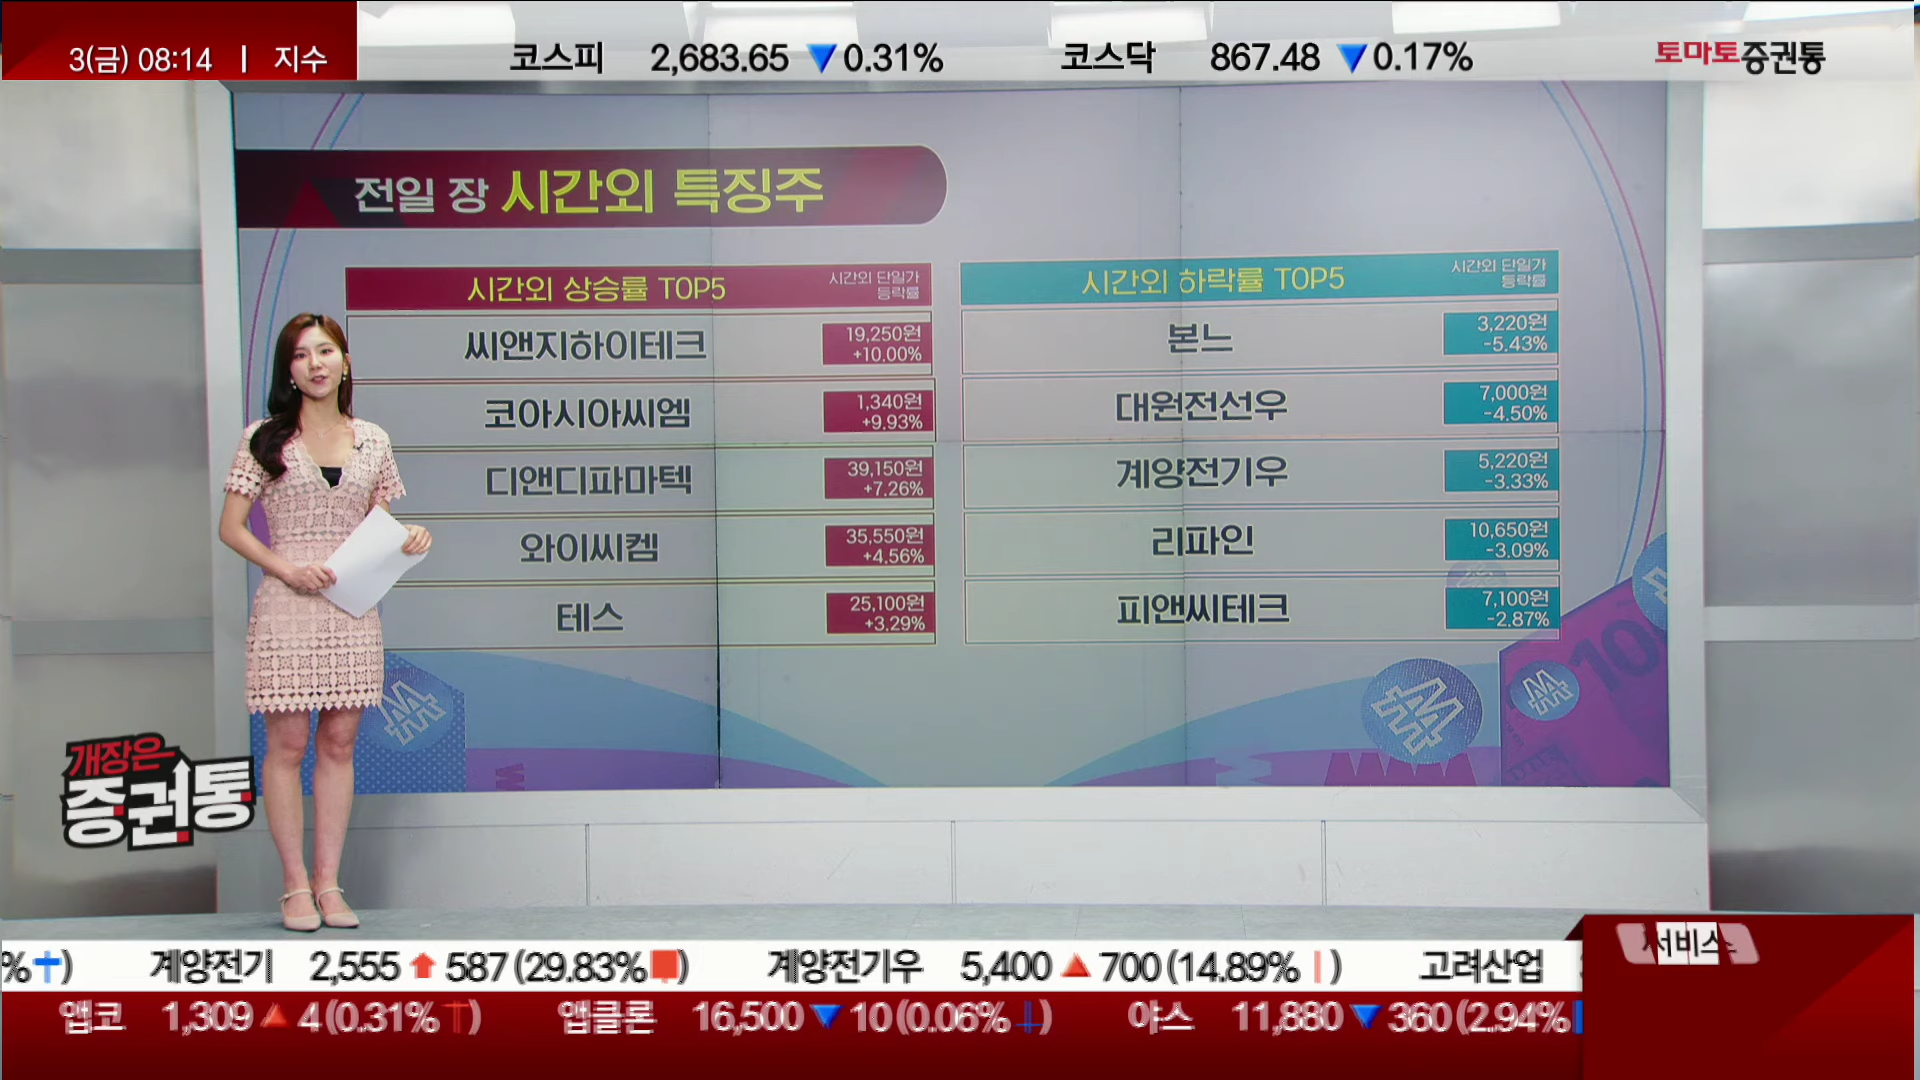 3(금) 08:14 | 지수 코스피 2,683.65 ▼0.31% 코스닥 867.48 ▼0.17% 토마토증권통
전일 장 시간외 특징주
시간외 상승률 TOP5 시간외 단일가 등락률
씨앤지하이테크 19,250원 +10.00%
코아시아씨엠 1,340원 +9.93%
디앤디파마텍 39,150원 +7.26%
와이씨켐 35,550원 +4.56%
테스 25,100원 +3.29%
시간외 하락률 TOP5 시간외 단일가 등락률
본느 3,220원 -5.43%
대원전선우 7,000원 -4.50%
계양전기우 5,220원 -3.33%
리파인 10,650원 -3.09%
피앤씨테크 7,100원 -2.87%
10
개장은
증권통
%) 계양전기 2,555 587(29.83%) 계양전기우 5,400 ▲700(14.89%) 고려산업
서비스
앱코 1,309 ▲4(0.31%) 앱클론 16,500 ▼10(0.06%) 야스 11,880 ▼360(2.94%